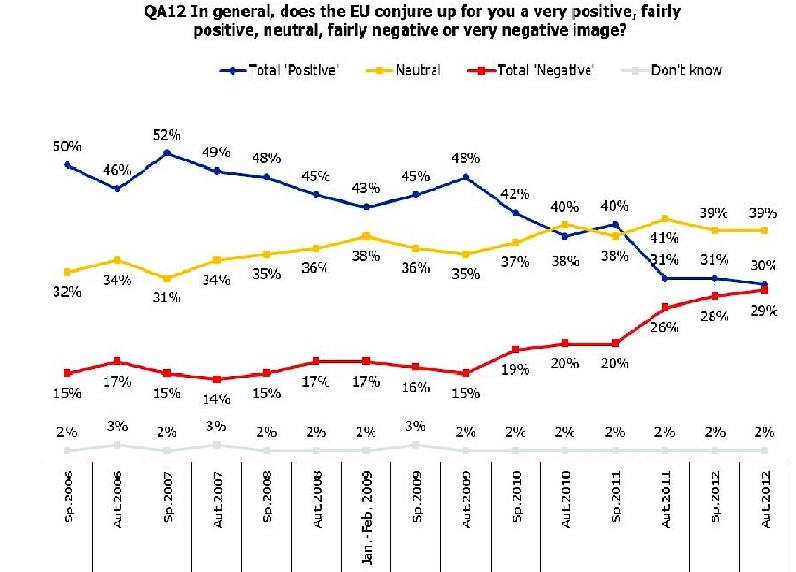 QA12 In general, does the EU conjure up for you a very positive, fairly
positive, neutral, fairly negative or very negative image?
Total 'Positive' Neutral Total 'Negative' Don't know
50% 46% 52% 49% 48% 45% 43% 45% 48% 42% 40% 40% 41% 39% 39%
32% 34% 31% 34% 35% 36% 38% 36% 35% 37% 38% 38% 31% 31% 30%
15% 17% 15% 14% 15% 17% 17% 16% 15% 19% 20% 20% 26% 28% 29%
2% 3% 2% 3% 2% 2% 2% 3% 2% 2% 2% 2% 2% 2% 2%
Sp.2006
Aut.2006
Sp.2007
Aut.2007
Sp.2008
Aut.2008
Jan.-Feb. 2009
Sp.2009
Aut.2009
Sp.2010
Aut.2010
Sp.2011
Aut.2011
Sp.2012
Aut.2012